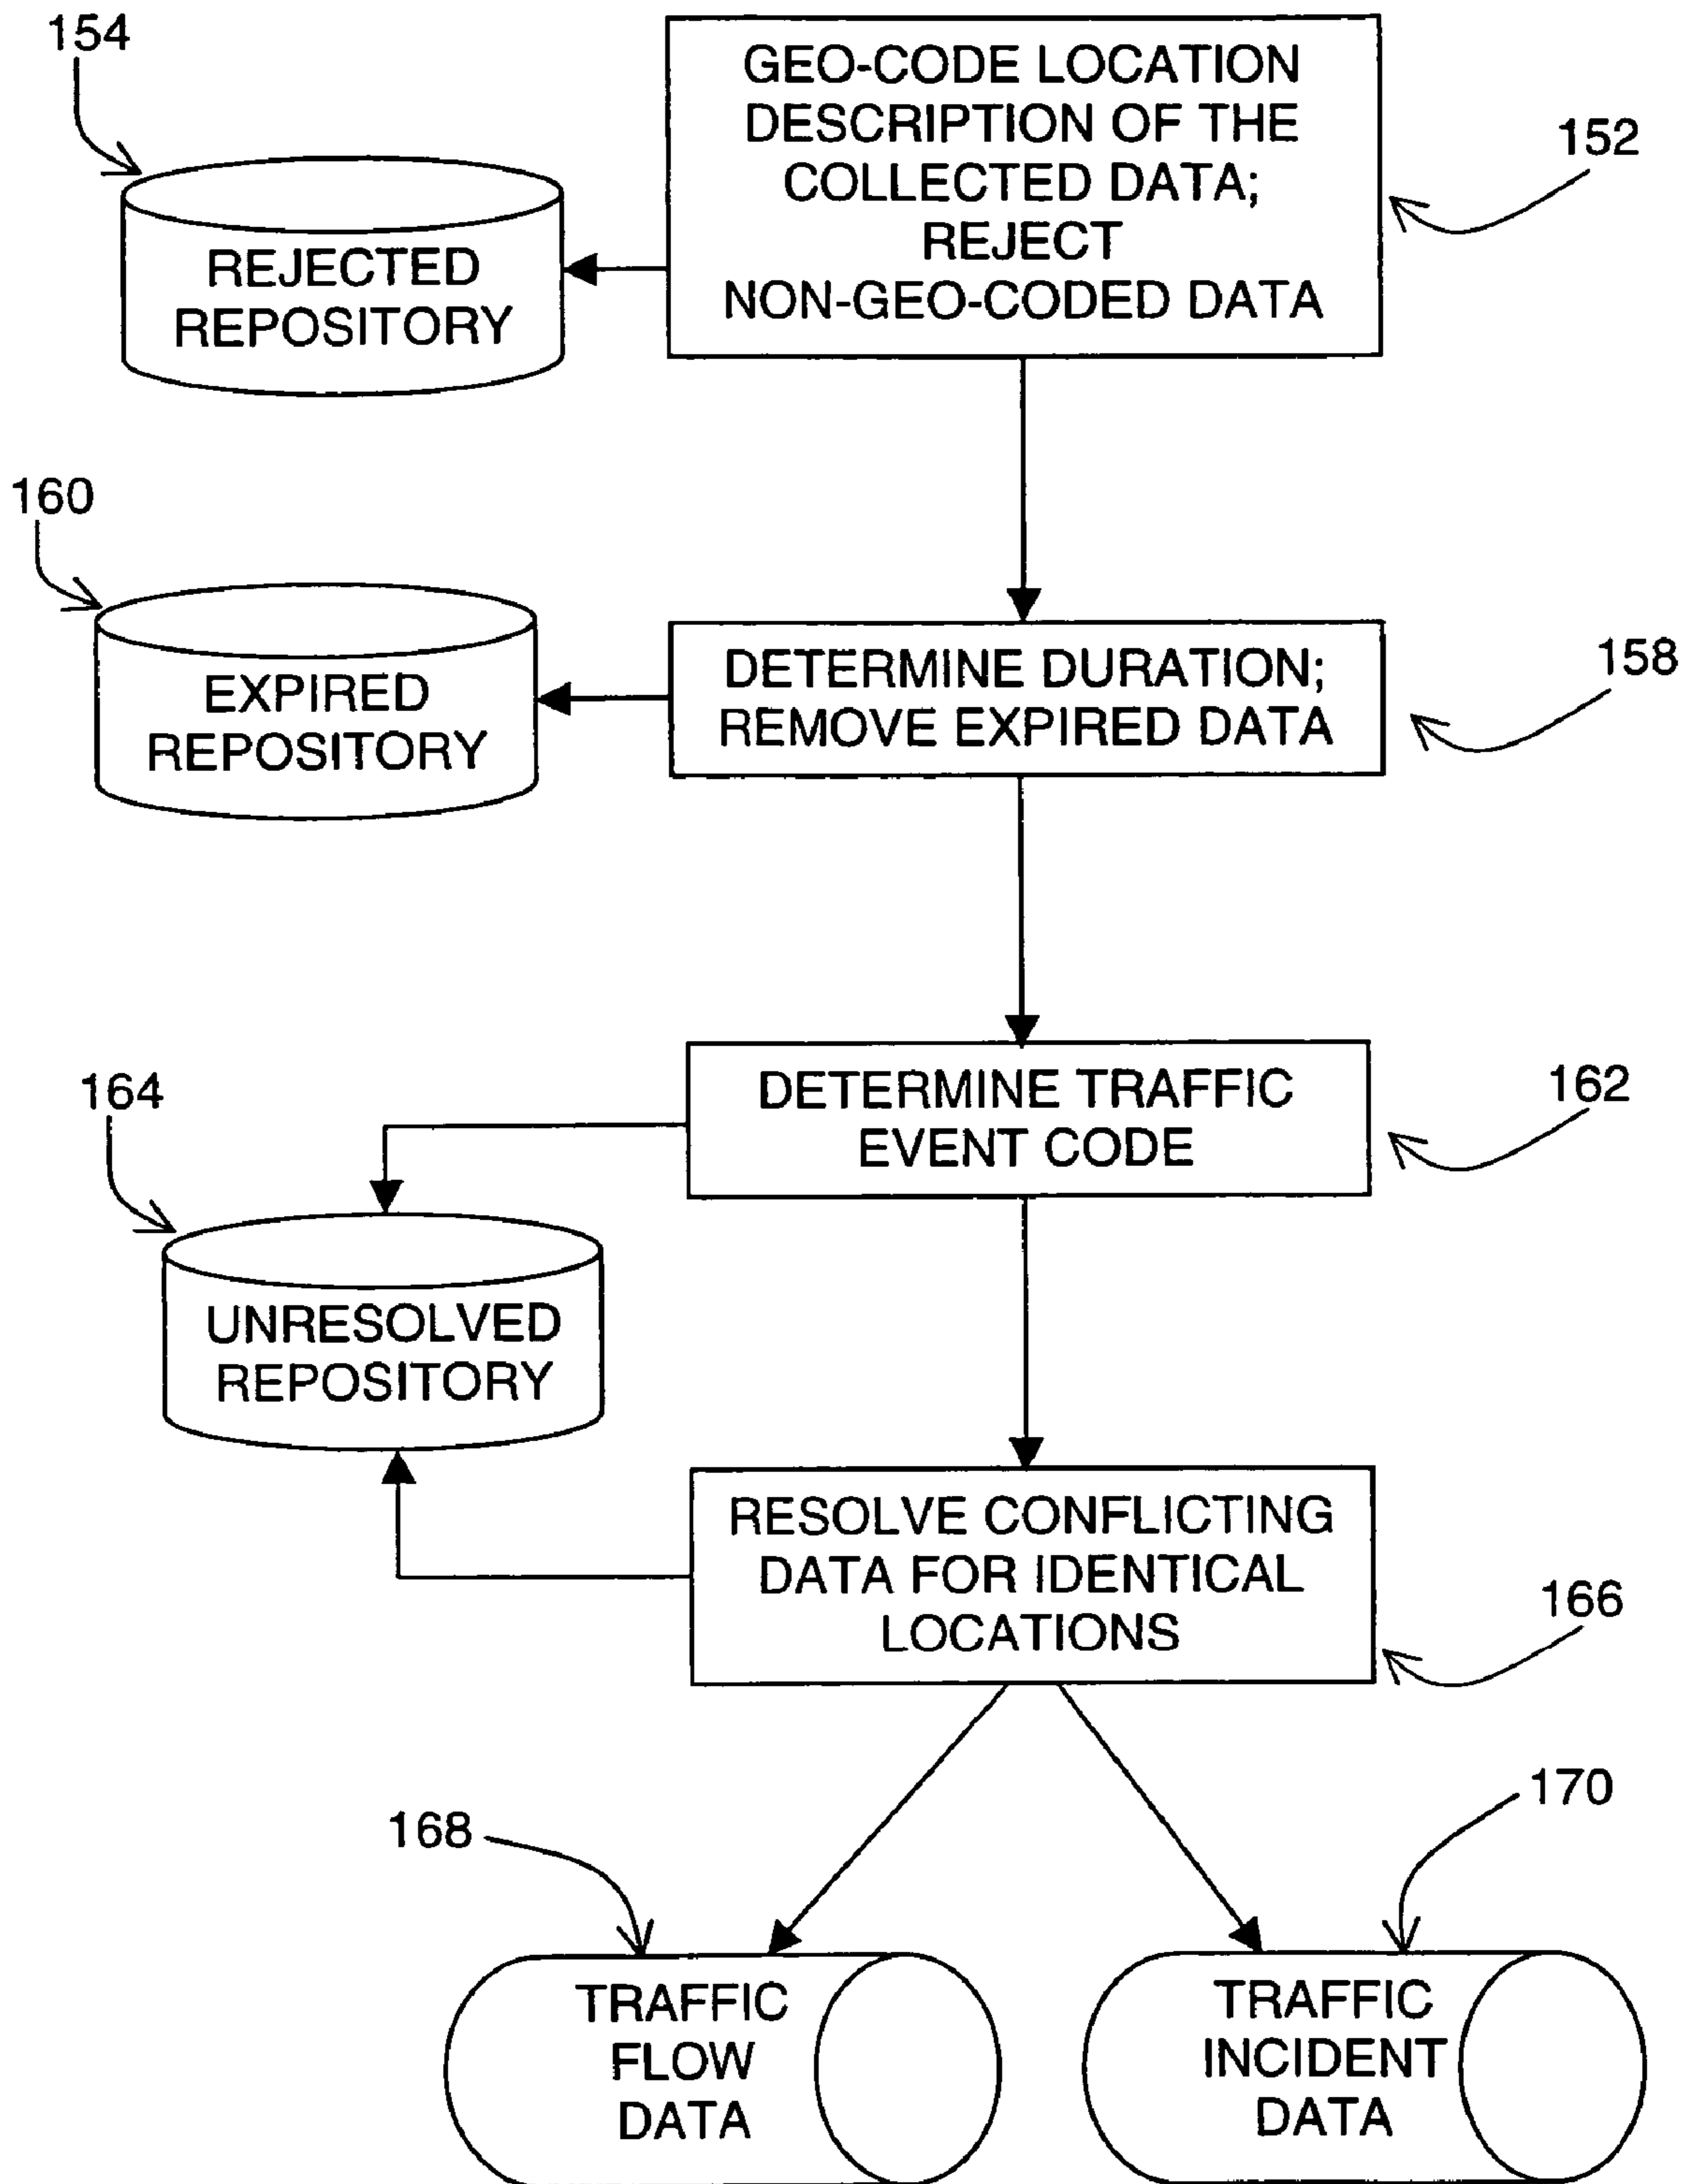 154
GEO-CODE LOCATION
DESCRIPTION OF THE
COLLECTED DATA;
REJECT
NON-GEO-CODED DATA
152
REJECTED
REPOSITORY
160
EXPIRED
REPOSITORY
DETERMINE DURATION;
REMOVE EXPIRED DATA
158
164
DETERMINE TRAFFIC
EVENT CODE
162
UNRESOLVED
REPOSITORY
RESOLVE CONFLICTING
DATA FOR IDENTICAL
LOCATIONS
166
168
170
TRAFFIC
FLOW
DATA
TRAFFIC
INCIDENT
DATA